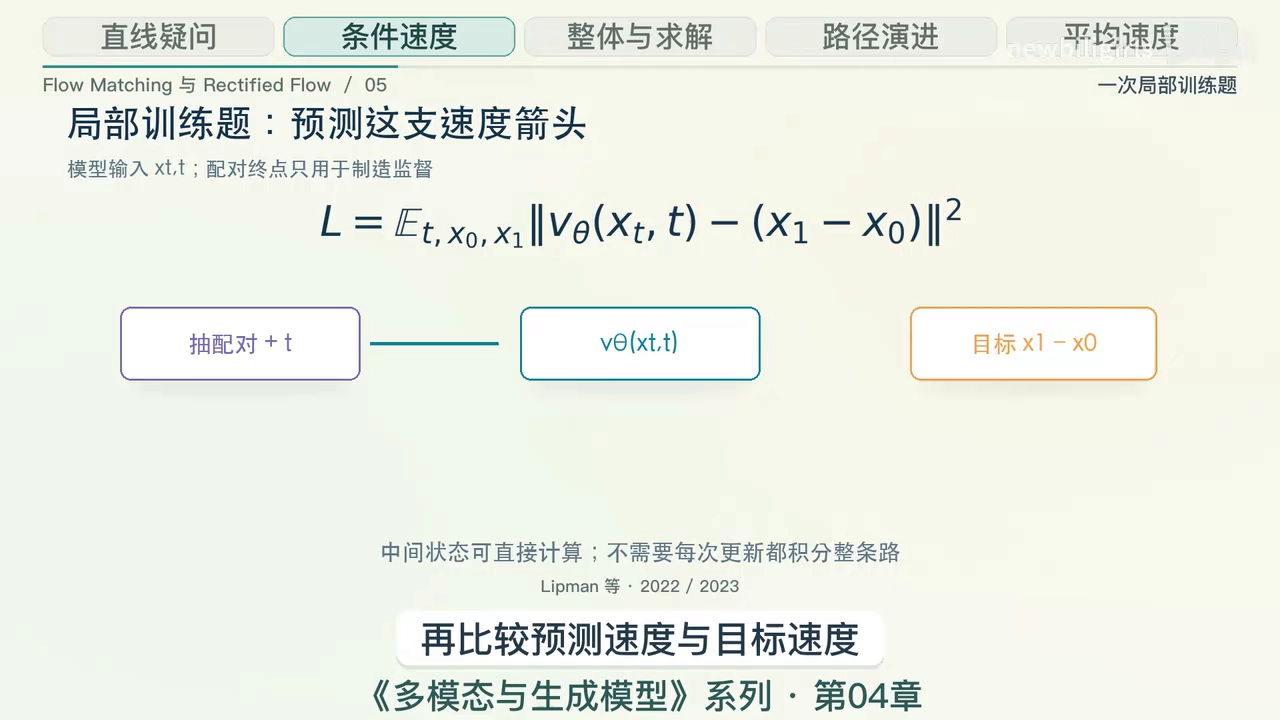 直线疑问
条件速度
整体与求解
路径演进
平均速度
Flow Matching 与 Rectified Flow / 05
一次局部训练题
局部训练题：预测这支速度箭头
模型输入 xt,t；配对终点只用于制造监督
L = 𝔼_{t, x₀, x₁}‖v_θ(x_t, t) − (x₁ − x₀)‖²
抽配对 + t
vθ(xt,t)
目标 x1 − x0
中间状态可直接计算；不需要每次更新都积分整条路
Lipman 等 · 2022 / 2023
再比较预测速度与目标速度
《多模态与生成模型》系列 · 第04章